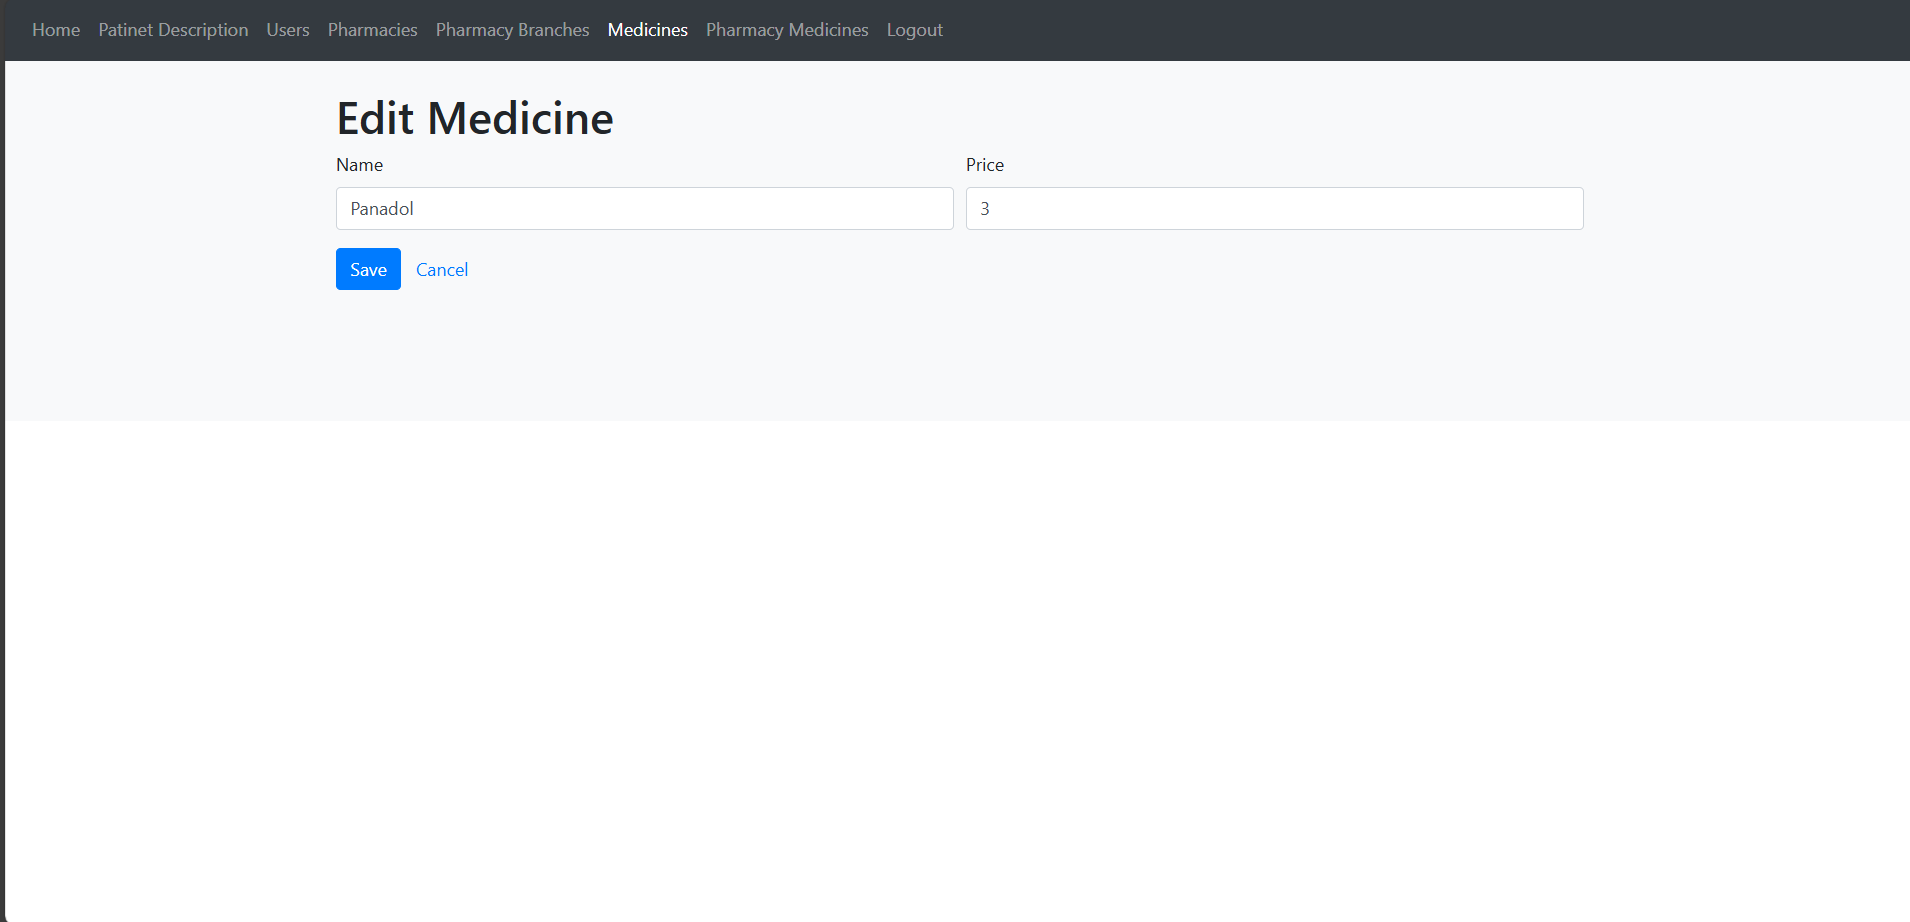 Home Patinet Description Users Pharmacies Pharmacy Branches Medicines Pharmacy Medicines Logout
Edit Medicine
Name Price
Panadol 3
Save Cancel